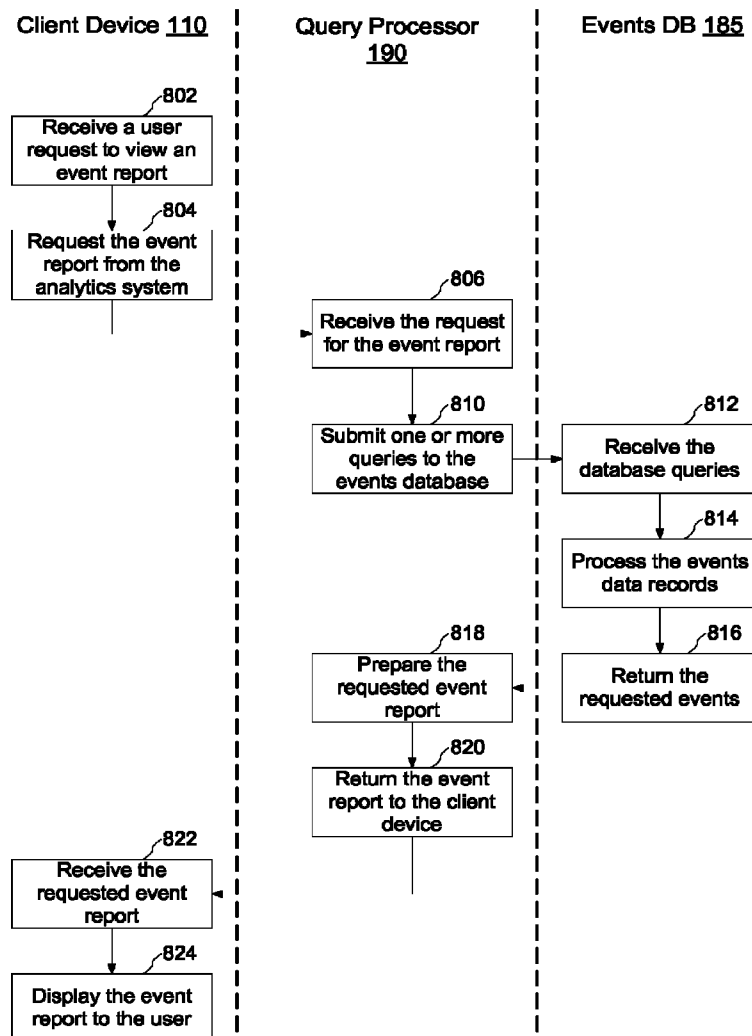 Client Device 110
Query Processor
190
Events DB 185
802
Receive a user
request to view an
event report
804
Request the event
report from the
analytics system
806
Receive the request
for the event report
810
Submit one or more
queries to the
events database
812
Receive the
database queries
814
Process the events
data records
816
Return the
requested events
818
Prepare the
requested event
report
820
Return the event
report to the client
device
822
Receive the
requested event
report
824
Display the event
report to the user